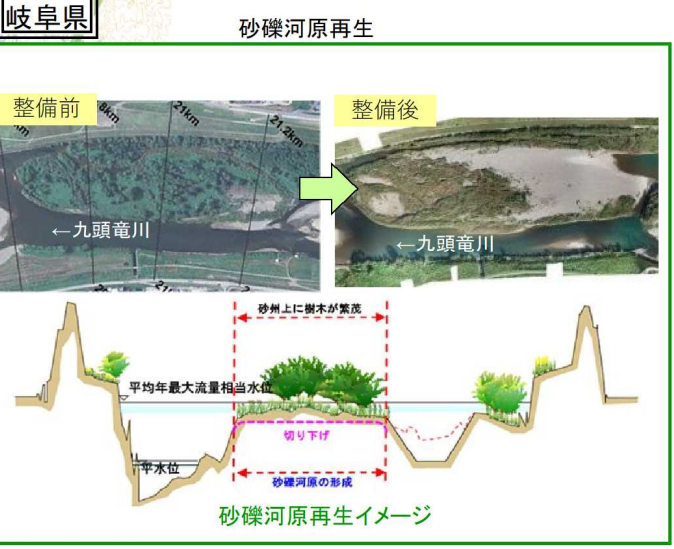 岐阜県
砂礫河原再生
整備前
整備後
21km
21.2km
←九頭竜川
←九頭竜川
砂州上に樹木が繁茂
平均年最大流量相当水位
切り下げ
平水位
砂礫河原の形成
砂礫河原再生イメージ